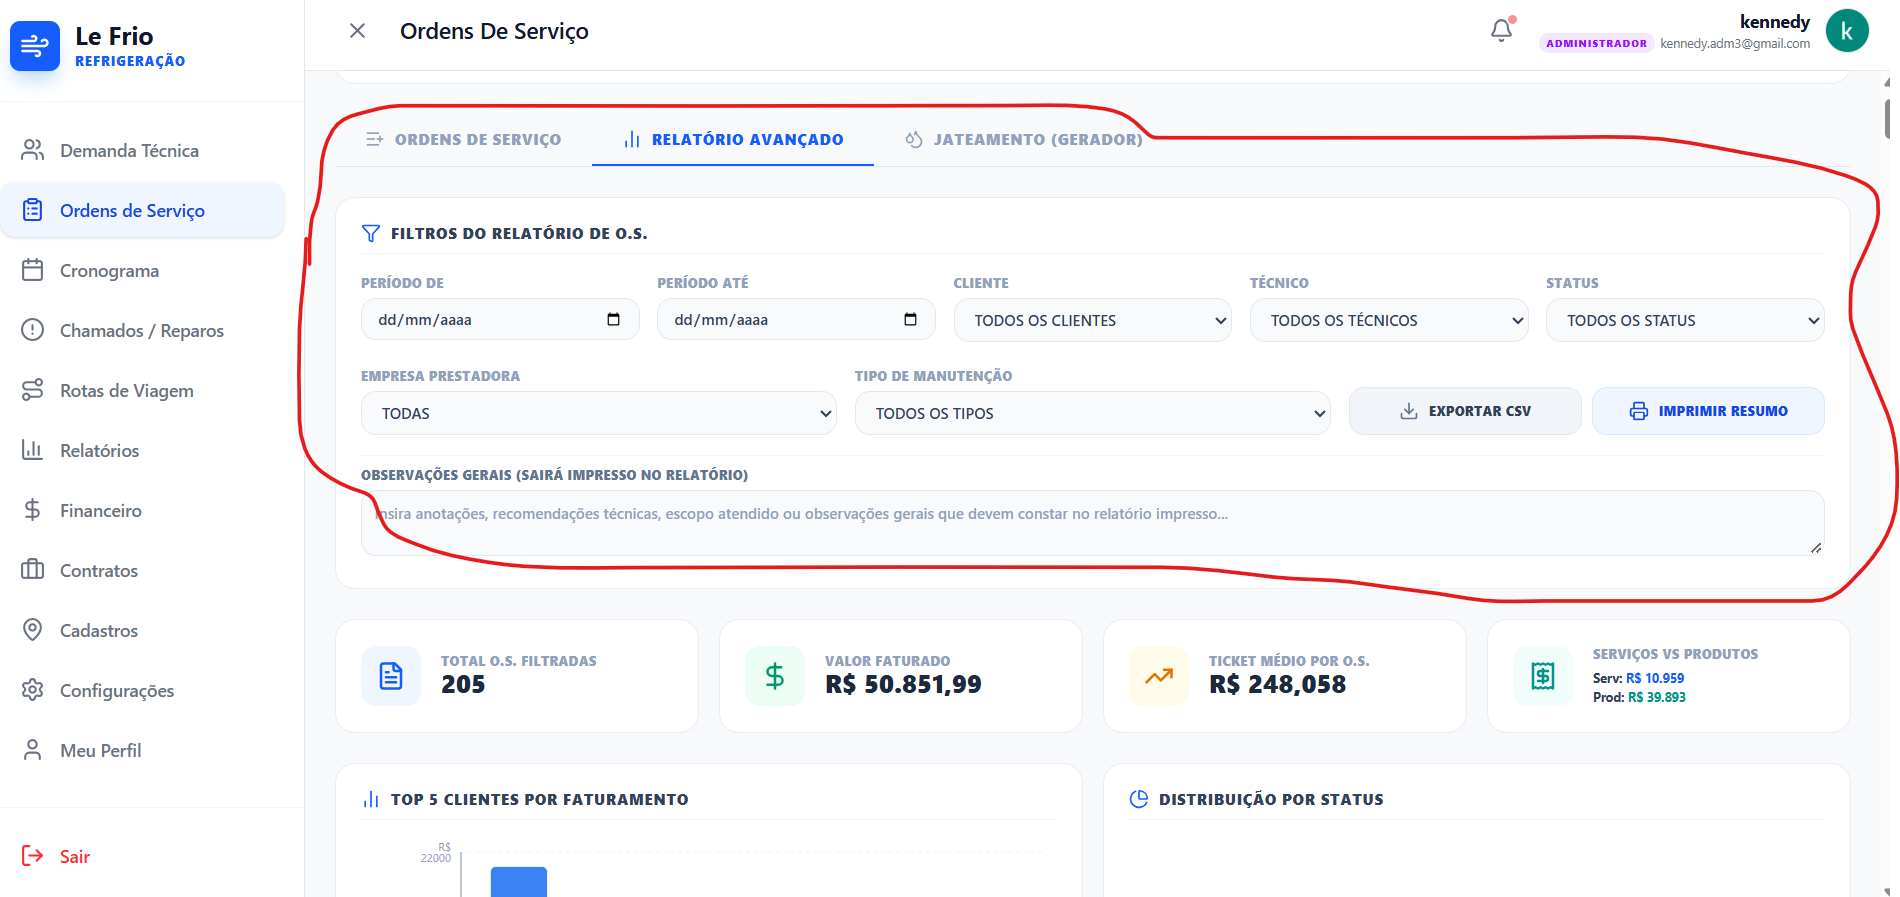 Le Frio
REFRIGERAÇÃO
Demanda Técnica
Ordens de Serviço
Cronograma
Chamados / Reparos
Rotas de Viagem
Relatórios
Financeiro
Contratos
Cadastros
Configurações
Meu Perfil
Sair
Ordens De Serviço
kennedy
ADMINISTRADOR kennedy.adm3@gmail.com
k
ORDENS DE SERVIÇO RELATÓRIO AVANÇADO JATEAMENTO (GERADOR)
FILTROS DO RELATÓRIO DE O.S.
PERÍODO DE PERÍODO ATÉ CLIENTE TÉCNICO STATUS
dd/mm/aaaa dd/mm/aaaa TODOS OS CLIENTES TODOS OS TÉCNICOS TODOS OS STATUS
EMPRESA PRESTADORA TIPO DE MANUTENÇÃO
TODAS TODOS OS TIPOS EXPORTAR CSV IMPRIMIR RESUMO
OBSERVAÇÕES GERAIS (SAIRÁ IMPRESSO NO RELATÓRIO)
Insira anotações, recomendações técnicas, escopo atendido ou observações gerais que devem constar no relatório impresso...
TOTAL O.S. FILTRADAS
205
VALOR FATURADO
R$ 50.851,99
TICKET MÉDIO POR O.S.
R$ 248,058
SERVIÇOS VS PRODUTOS
Serv: R$ 10.959
Prod: R$ 39.893
TOP 5 CLIENTES POR FATURAMENTO
R$
22000
DISTRIBUIÇÃO POR STATUS